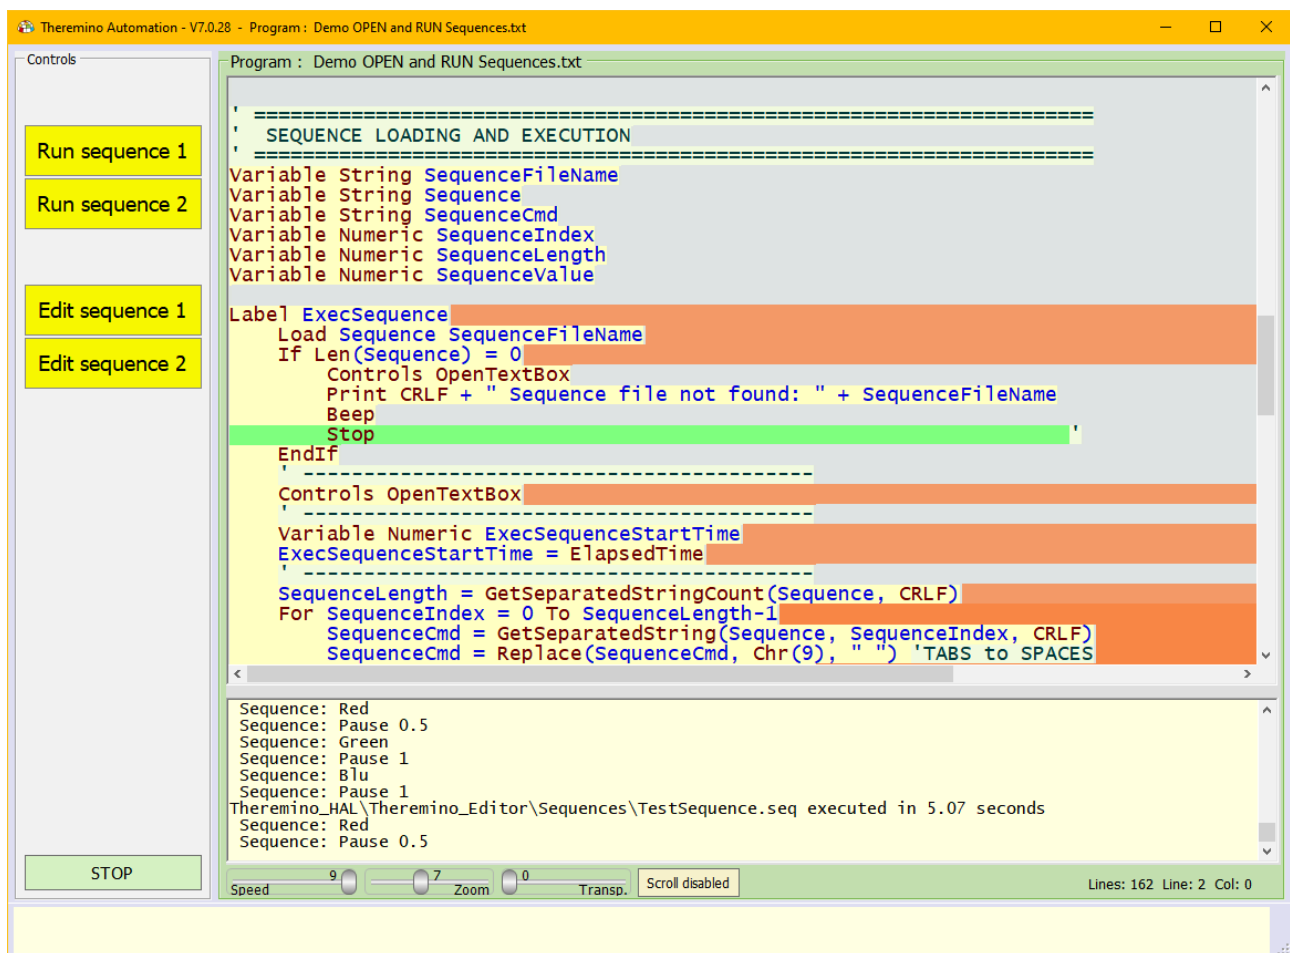 Theremino Automation - V7.0.28 - Program : Demo OPEN and RUN Sequences.txt
Controls
Run sequence 1
Run sequence 2
Edit sequence 1
Edit sequence 2
STOP
Program : Demo OPEN and RUN Sequences.txt
' =====================================================================
' SEQUENCE LOADING AND EXECUTION
' =====================================================================
Variable String SequenceFileName
Variable String Sequence
Variable String SequenceCmd
Variable Numeric SequenceIndex
Variable Numeric SequenceLength
Variable Numeric SequenceValue
Label ExecSequence
Load Sequence SequenceFileName
If Len(Sequence) = 0
Controls OpenTextBox
Print CRLF + " Sequence file not found: " + SequenceFileName
Beep
Stop '
EndIf
' ------------------------------------------
Controls OpenTextBox
' ------------------------------------------
Variable Numeric ExecSequenceStartTime
ExecSequenceStartTime = ElapsedTime
' ------------------------------------------
SequenceLength = GetSeparatedStringCount(Sequence, CRLF)
For SequenceIndex = 0 To SequenceLength-1
SequenceCmd = GetSeparatedString(Sequence, SequenceIndex, CRLF)
SequenceCmd = Replace(SequenceCmd, Chr(9), " ") 'TABS to SPACES
Sequence: Red
Sequence: Pause 0.5
Sequence: Green
Sequence: Pause 1
Sequence: Blu
Sequence: Pause 1
Theremino_HAL\Theremino_Editor\Sequences\TestSequence.seq executed in 5.07 seconds
Sequence: Red
Sequence: Pause 0.5
Speed 9 7 Zoom 0 Transp. Scroll disabled Lines: 162 Line: 2 Col: 0